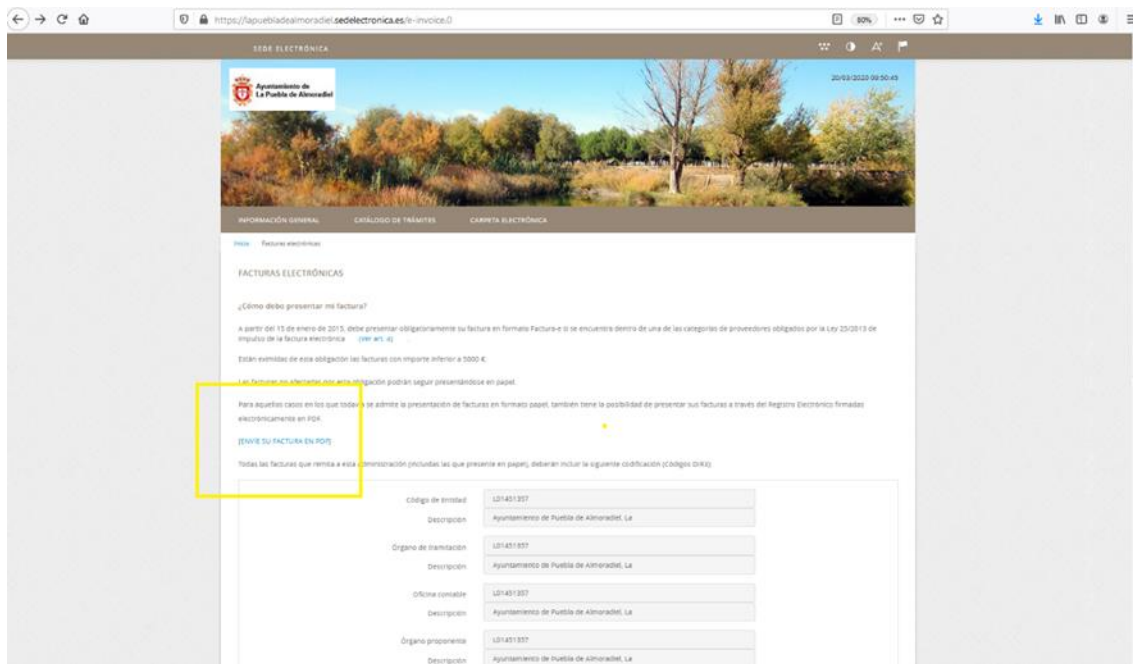 https://lapuebladealmoradiel.sedelectronica.es/e-invoice.0
80%
SEDE ELECTRÓNICA
Ayuntamiento de
La Puebla de Almoradiel
20/03/2020 09:50:45
INFORMACIÓN GENERAL CATÁLOGO DE TRÁMITES CARPETA ELECTRÓNICA
Inicio Facturas electrónicas
FACTURAS ELECTRÓNICAS
¿Cómo debo presentar mi factura?
A partir del 15 de enero de 2015, debe presentar obligatoriamente su factura en formato Factura-e si se encuentra dentro de una de las categorías de proveedores obligados por la Ley 25/2013 de
impulso de la factura electrónica (Ver art. 4) .
Están eximidas de esta obligación las facturas con importe inferior a 5000 €.
Las facturas no afectadas por esta obligación podrán seguir presentándose en papel.
Para aquellos casos en los que todavía se admite la presentación de facturas en formato papel, también tiene la posibilidad de presentar sus facturas a través del Registro Electrónico firmadas
electrónicamente en PDF.
[ENVÍE SU FACTURA EN PDF]
Todas las facturas que remita a esta administración (incluidas las que presente en papel), deberán incluir la siguiente codificación (Códigos DIR3):
Código de Entidad L01451357
Descripción Ayuntamiento de Puebla de Almoradiel, La
Órgano de tramitación L01451357
Descripción Ayuntamiento de Puebla de Almoradiel, La
Oficina contable L01451357
Descripción Ayuntamiento de Puebla de Almoradiel, La
Órgano proponente L01451357
Descripción Ayuntamiento de Puebla de Almoradiel, La